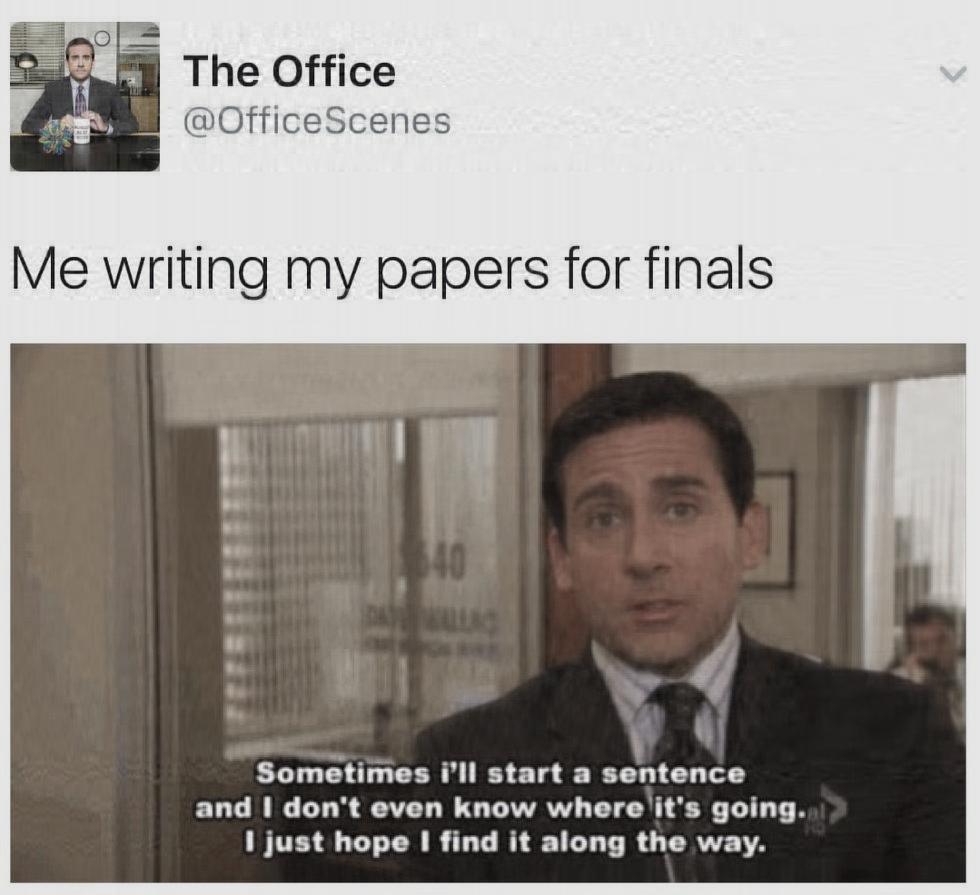 The Office
@OfficeScenes
Me writing my papers for finals
640
Sometimes i'll start a sentence
and I don't even know where it's going.
I just hope I find it along the way.